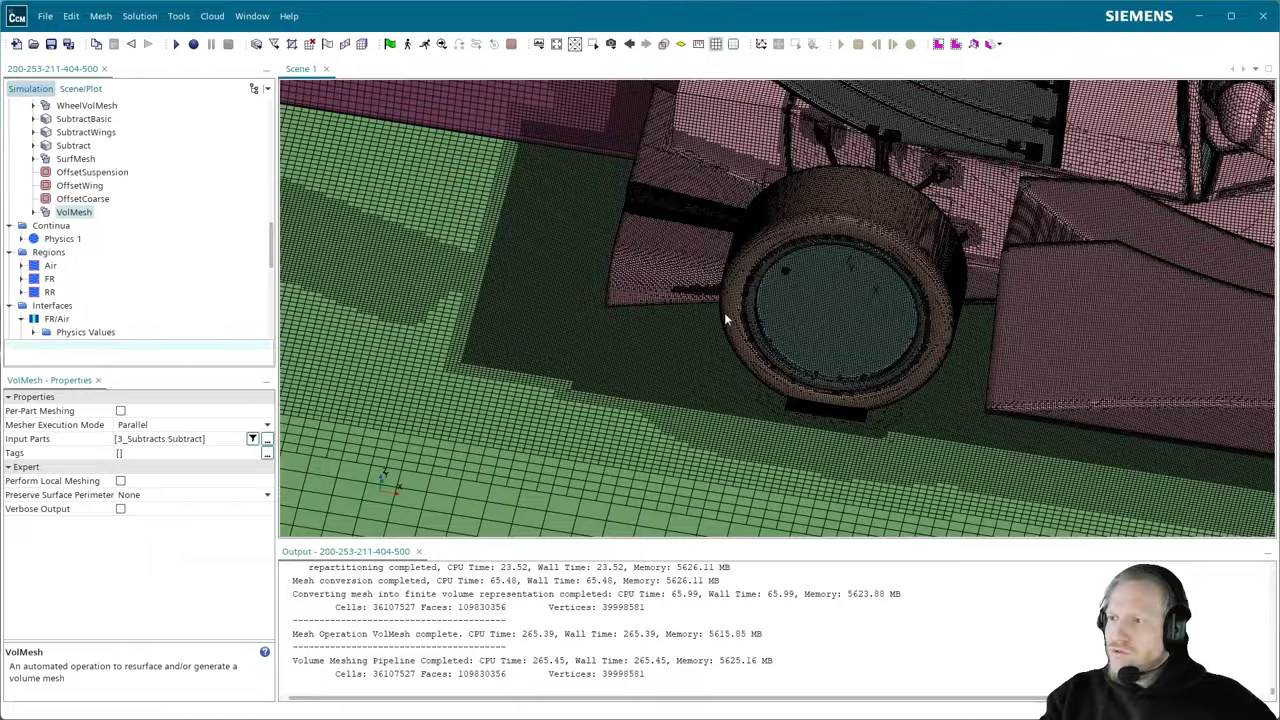 CCM File Edit Mesh Solution Tools Cloud Window Help SIEMENS
280-253-211-404-500
Simulation Scene/Plot
WheelVolMesh
SubtractBasic
SubtractWings
Subtract
SurfMesh
OffsetSuspension
OffsetWing
OffsetCoarse
VolMesh
Continua
Physics 1
Regions
Air
FR
RR
Interfaces
FR/Air
Physics Values
VolMesh - Properties
Properties
Per-Part Meshing
Mesher Execution Mode Parallel
Input Parts [3_Subtracts.Subtract]
Tags []
Expert
Perform Local Meshing
Preserve Surface Perimeter None
Verbose Output
VolMesh
An automated operation to resurface and/or generate a
volume mesh
Scene 1
Y
X
Output - 280-253-211-404-500
repartitioning completed, CPU Time: 23.52, Wall Time: 23.52, Memory: 5626.11 MB
Mesh conversion completed, CPU Time: 65.48, Wall Time: 65.48, Memory: 5626.11 MB
Converting mesh into finite volume representation completed: CPU Time: 65.99, Wall Time: 65.99, Memory: 5623.88 MB
Cells: 36107527 Faces: 109830356 Vertices: 39998581
----------------------------------------
Mesh Operation VolMesh complete. CPU Time: 265.39, Wall Time: 265.39, Memory: 5615.85 MB
----------------------------------------
Volume Meshing Pipeline Completed: CPU Time: 265.45, Wall Time: 265.45, Memory: 5625.16 MB
Cells: 36107527 Faces: 109830356 Vertices: 39998581